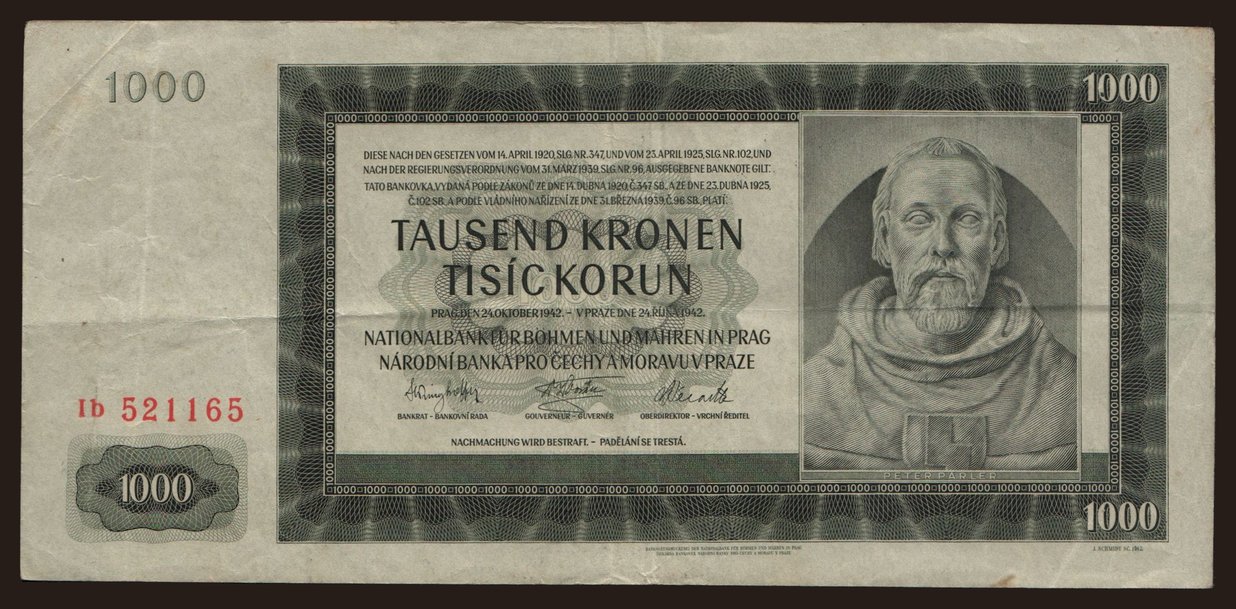 1000
1000
DIESE NACH DEN GESETZEN VOM 14. APRIL 1920, SLG. NR. 347, UND VOM 23. APRIL 1925, SLG. NR. 102, UND
NACH DER REGIERUNGSVERORDNUNG VOM 31. MÄRZ 1939, SLG. NR. 96, AUSGEGEBENE BANKNOTE GILT.
TATO BANKOVKA, VYDANÁ PODLE ZÁKONŮ ZE DNE 14. DUBNA 1920, Č. 347 SB., A ZE DNE 23. DUBNA 1925,
Č. 102 SB. A PODLE VLÁDNÍHO NAŘÍZENÍ ZE DNE 31. BŘEZNA 1939, Č. 96 SB., PLATÍ.
TAUSEND KRONEN
TISÍC KORUN
PRAG, DEN 24. OKTOBER 1942. – V PRAZE DNE 24. ŘÍJNA 1942.
NATIONALBANK FÜR BÖHMEN UND MÄHREN IN PRAG
NÁRODNÍ BANKA PRO ČECHY A MORAVU V PRAZE
BANKRAT – BANKOVNÍ RADA
GOUVERNEUR – GUVERNÉR
OBERDIREKTOR – VRCHNÍ ŘEDITEL
NACHMACHUNG WIRD BESTRAFT. – PADĚLÁNÍ SE TRESTÁ.
Ib 521165
1000
PETER PARLER
1000
J. SCHMIDT SC. 1942.